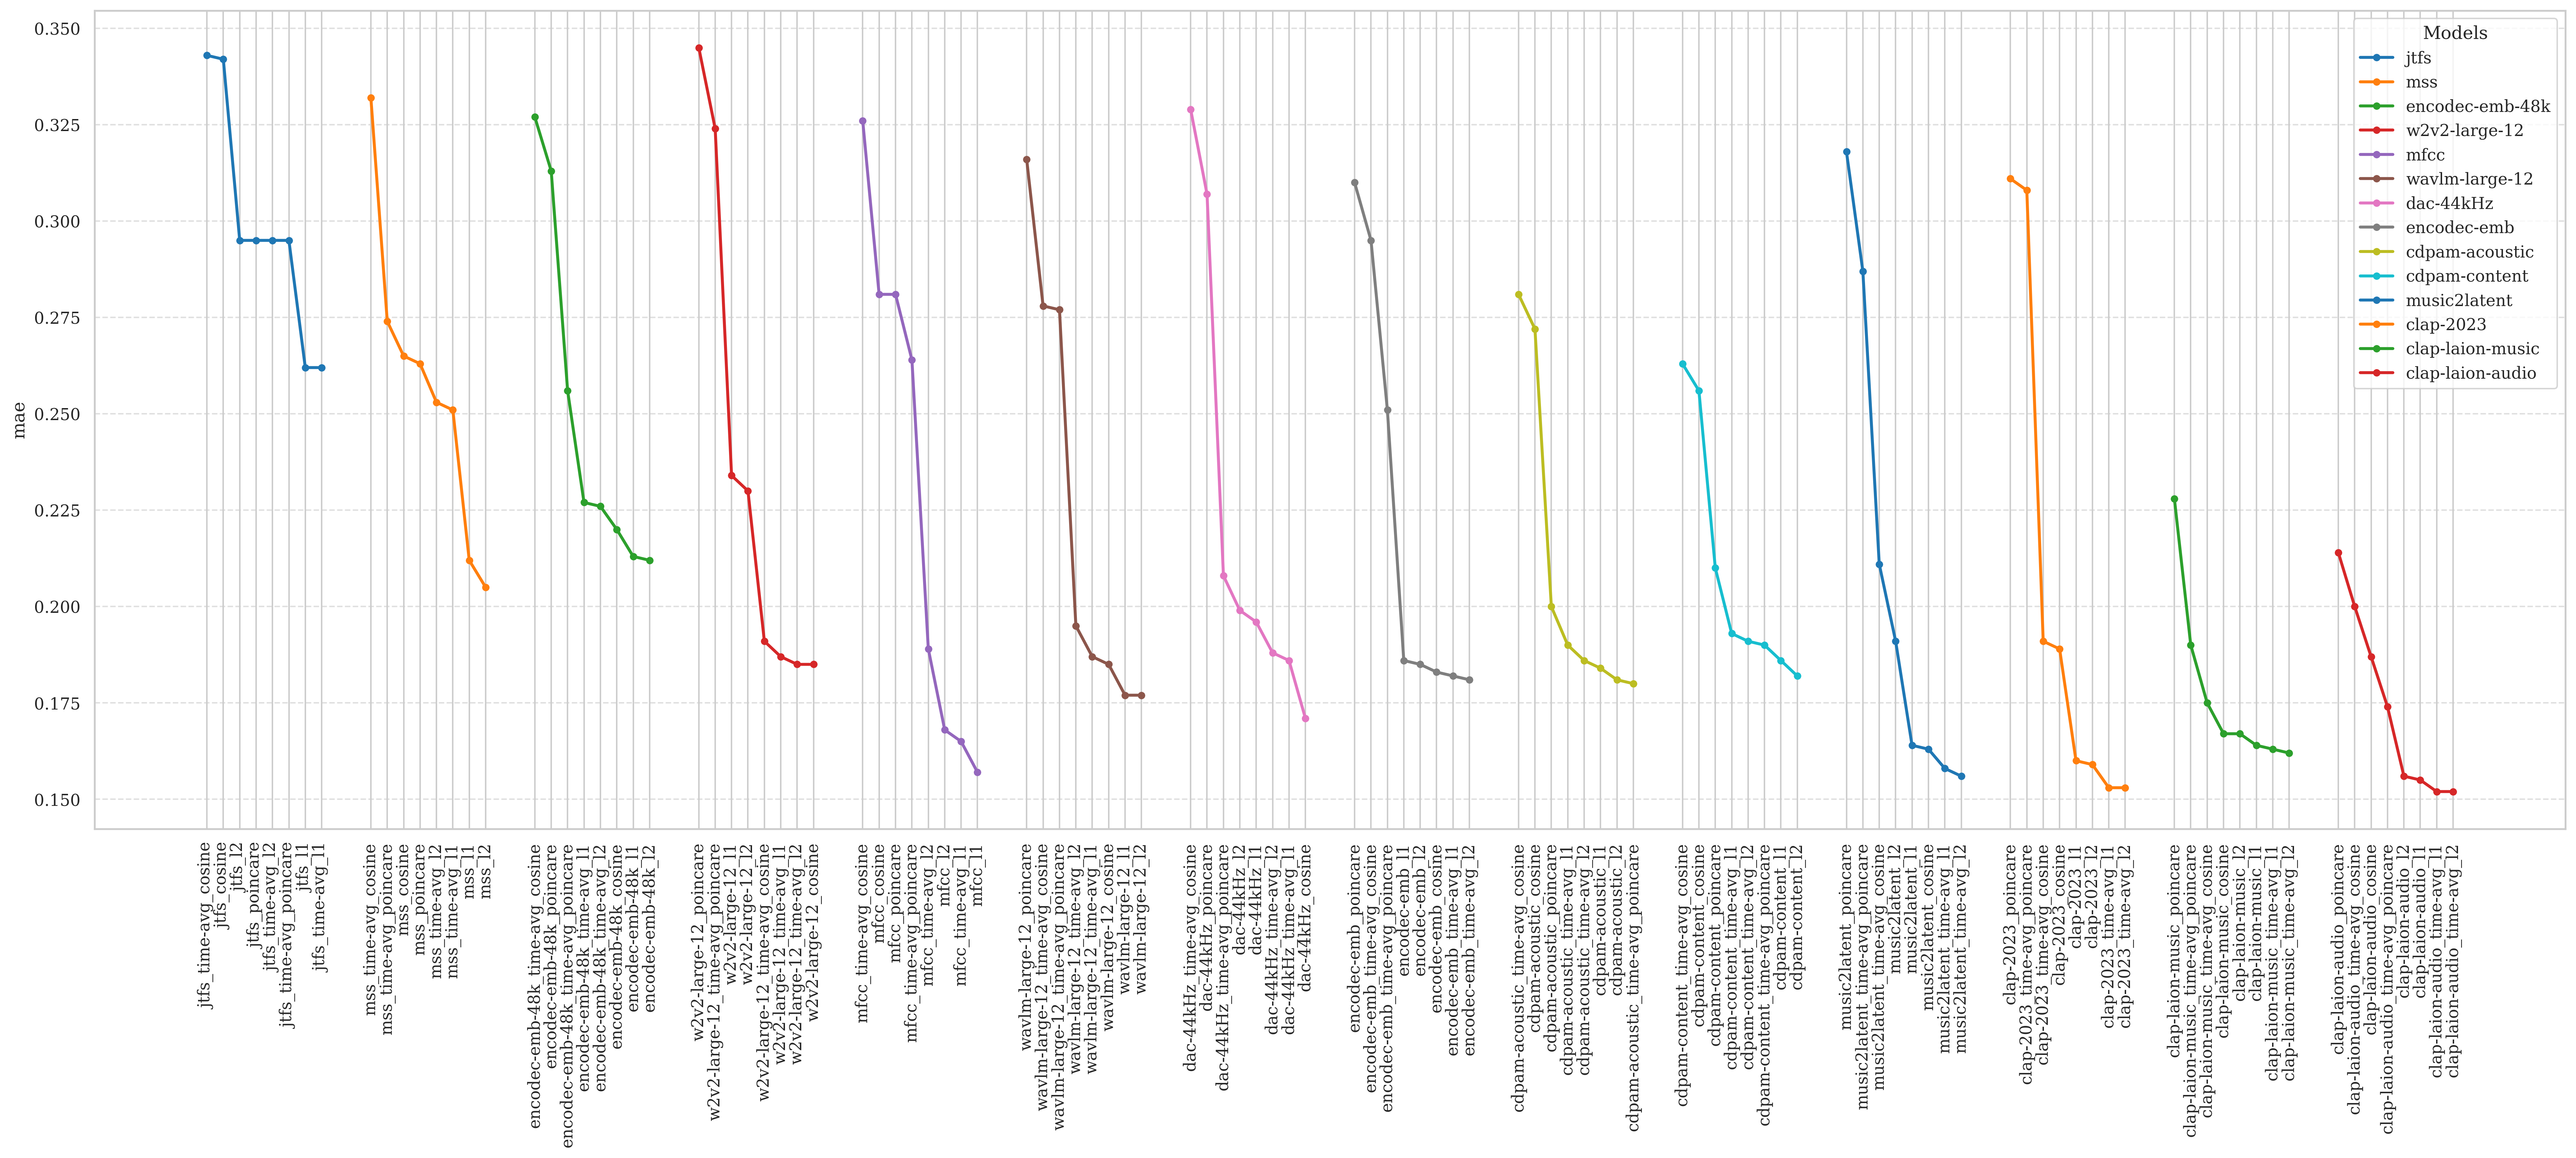 0.350
0.325
0.300
0.275
0.250
0.225
0.200
0.175
0.150
mae
Models
jtfs
mss
encodec-emb-48k
w2v2-large-12
mfcc
wavlm-large-12
dac-44kHz
encodec-emb
cdpam-acoustic
cdpam-content
music2latent
clap-2023
clap-laion-music
clap-laion-audio
jtfs_time-avg_cosine
jtfs_cosine
jtfs_l2
jtfs_poincare
jtfs_time-avg_l2
jtfs_time-avg_poincare
jtfs_l1
jtfs_time-avg_l1
mss_time-avg_cosine
mss_time-avg_poincare
mss_cosine
mss_poincare
mss_time-avg_l2
mss_time-avg_l1
mss_l1
mss_l2
encodec-emb-48k_time-avg_cosine
encodec-emb-48k_poincare
encodec-emb-48k_time-avg_poincare
encodec-emb-48k_time-avg_l1
encodec-emb-48k_time-avg_l2
encodec-emb-48k_cosine
encodec-emb-48k_l1
encodec-emb-48k_l2
w2v2-large-12_poincare
w2v2-large-12_time-avg_poincare
w2v2-large-12_l1
w2v2-large-12_l2
w2v2-large-12_time-avg_cosine
w2v2-large-12_time-avg_l1
w2v2-large-12_time-avg_l2
w2v2-large-12_cosine
mfcc_time-avg_cosine
mfcc_cosine
mfcc_poincare
mfcc_time-avg_poincare
mfcc_time-avg_l2
mfcc_l2
mfcc_time-avg_l1
mfcc_l1
wavlm-large-12_poincare
wavlm-large-12_time-avg_cosine
wavlm-large-12_time-avg_poincare
wavlm-large-12_time-avg_l2
wavlm-large-12_time-avg_l1
wavlm-large-12_cosine
wavlm-large-12_l1
wavlm-large-12_l2
dac-44kHz_time-avg_cosine
dac-44kHz_poincare
dac-44kHz_time-avg_poincare
dac-44kHz_l2
dac-44kHz_l1
dac-44kHz_time-avg_l2
dac-44kHz_time-avg_l1
dac-44kHz_cosine
encodec-emb_poincare
encodec-emb_time-avg_cosine
encodec-emb_time-avg_poincare
encodec-emb_l1
encodec-emb_l2
encodec-emb_cosine
encodec-emb_time-avg_l1
encodec-emb_time-avg_l2
cdpam-acoustic_time-avg_cosine
cdpam-acoustic_cosine
cdpam-acoustic_poincare
cdpam-acoustic_time-avg_l1
cdpam-acoustic_time-avg_l2
cdpam-acoustic_l1
cdpam-acoustic_l2
cdpam-acoustic_time-avg_poincare
cdpam-content_time-avg_cosine
cdpam-content_cosine
cdpam-content_poincare
cdpam-content_time-avg_l1
cdpam-content_time-avg_l2
cdpam-content_time-avg_poincare
cdpam-content_l1
cdpam-content_l2
music2latent_poincare
music2latent_time-avg_poincare
music2latent_time-avg_cosine
music2latent_l2
music2latent_l1
music2latent_cosine
music2latent_time-avg_l1
music2latent_time-avg_l2
clap-2023_poincare
clap-2023_time-avg_poincare
clap-2023_time-avg_cosine
clap-2023_cosine
clap-2023_l1
clap-2023_l2
clap-2023_time-avg_l1
clap-2023_time-avg_l2
clap-laion-music_poincare
clap-laion-music_time-avg_poincare
clap-laion-music_time-avg_cosine
clap-laion-music_cosine
clap-laion-music_l2
clap-laion-music_l1
clap-laion-music_time-avg_l1
clap-laion-music_time-avg_l2
clap-laion-audio_poincare
clap-laion-audio_time-avg_cosine
clap-laion-audio_cosine
clap-laion-audio_time-avg_poincare
clap-laion-audio_l2
clap-laion-audio_l1
clap-laion-audio_time-avg_l1
clap-laion-audio_time-avg_l2